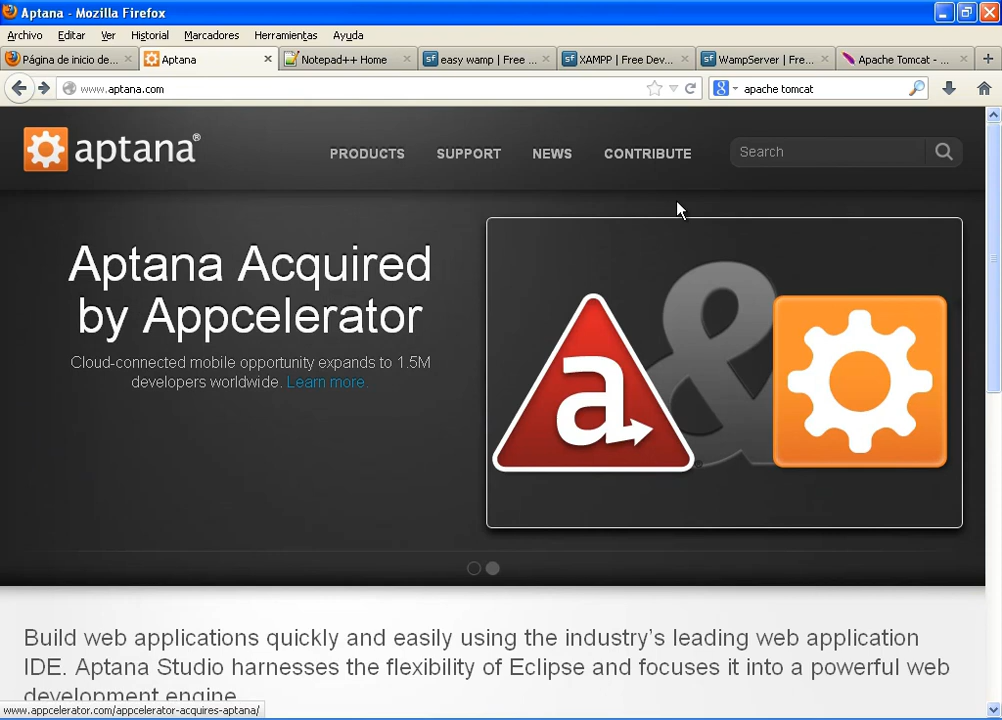 Aptana - Mozilla Firefox
Archivo Editar Ver Historial Marcadores Herramientas Ayuda
Página de inicio de... Aptana Notepad++ Home easy wamp | Free ... XAMPP | Free Dev... WampServer | Fre... Apache Tomcat - ...
www.aptana.com apache tomcat
aptana®
PRODUCTS SUPPORT NEWS CONTRIBUTE Search
Aptana Acquired
by Appcelerator
Cloud-connected mobile opportunity expands to 1.5M
developers worldwide. Learn more.
a &
Build web applications quickly and easily using the industry's leading web application
IDE. Aptana Studio harnesses the flexibility of Eclipse and focuses it into a powerful web
development engine
www.appcelerator.com/appcelerator-acquires-aptana/